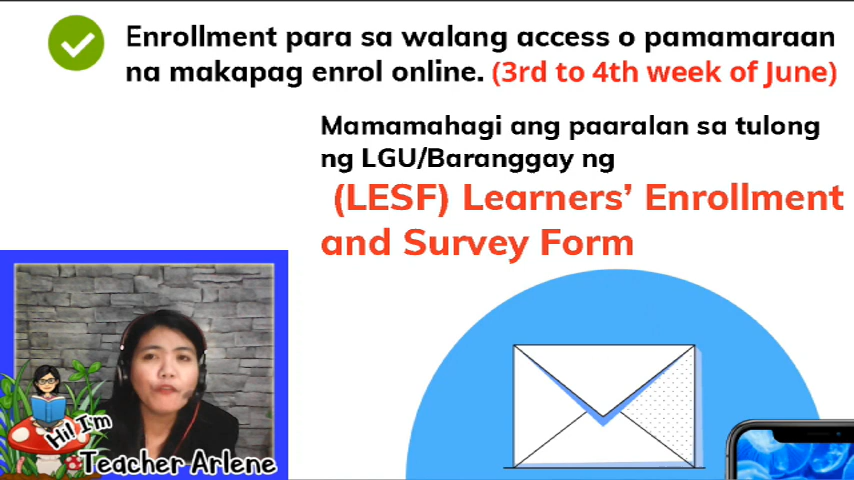 Enrollment para sa walang access o pamamaraan
na makapag enrol online. (3rd to 4th week of June)
Mamamahagi ang paaralan sa tulong
ng LGU/Baranggay ng
(LESF) Learners’ Enrollment
and Survey Form
Hi! I'm
Teacher Arlene